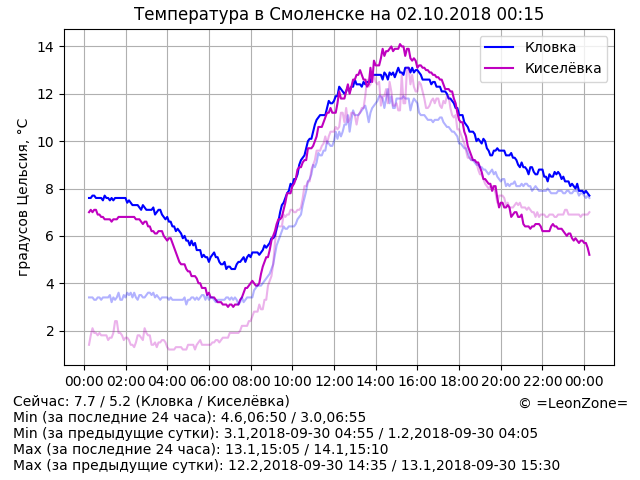 Температура в Смоленске на 02.10.2018 00:15
градусов Цельсия, °C
14
12
10
8
6
4
2
Кловка
Киселёвка
00:00 02:00 04:00 06:00 08:00 10:00 12:00 14:00 16:00 18:00 20:00 22:00 00:00
Сейчас: 7.7 / 5.2 (Кловка / Киселёвка)
© =LeonZone=
Min (за последние 24 часа): 4.6,06:50 / 3.0,06:55
Min (за предыдущие сутки): 3.1,2018-09-30 04:55 / 1.2,2018-09-30 04:05
Max (за последние 24 часа): 13.1,15:05 / 14.1,15:10
Max (за предыдущие сутки): 12.2,2018-09-30 14:35 / 13.1,2018-09-30 15:30